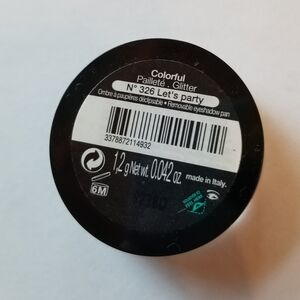 Colorful
Pailleté . Glitter
N° 326 Let's party
Ombre à paupières déclipsable • Removable eyeshadow pan
3378872114932
1,2 g Net wt. 0.042 oz. made in Italy.
6M